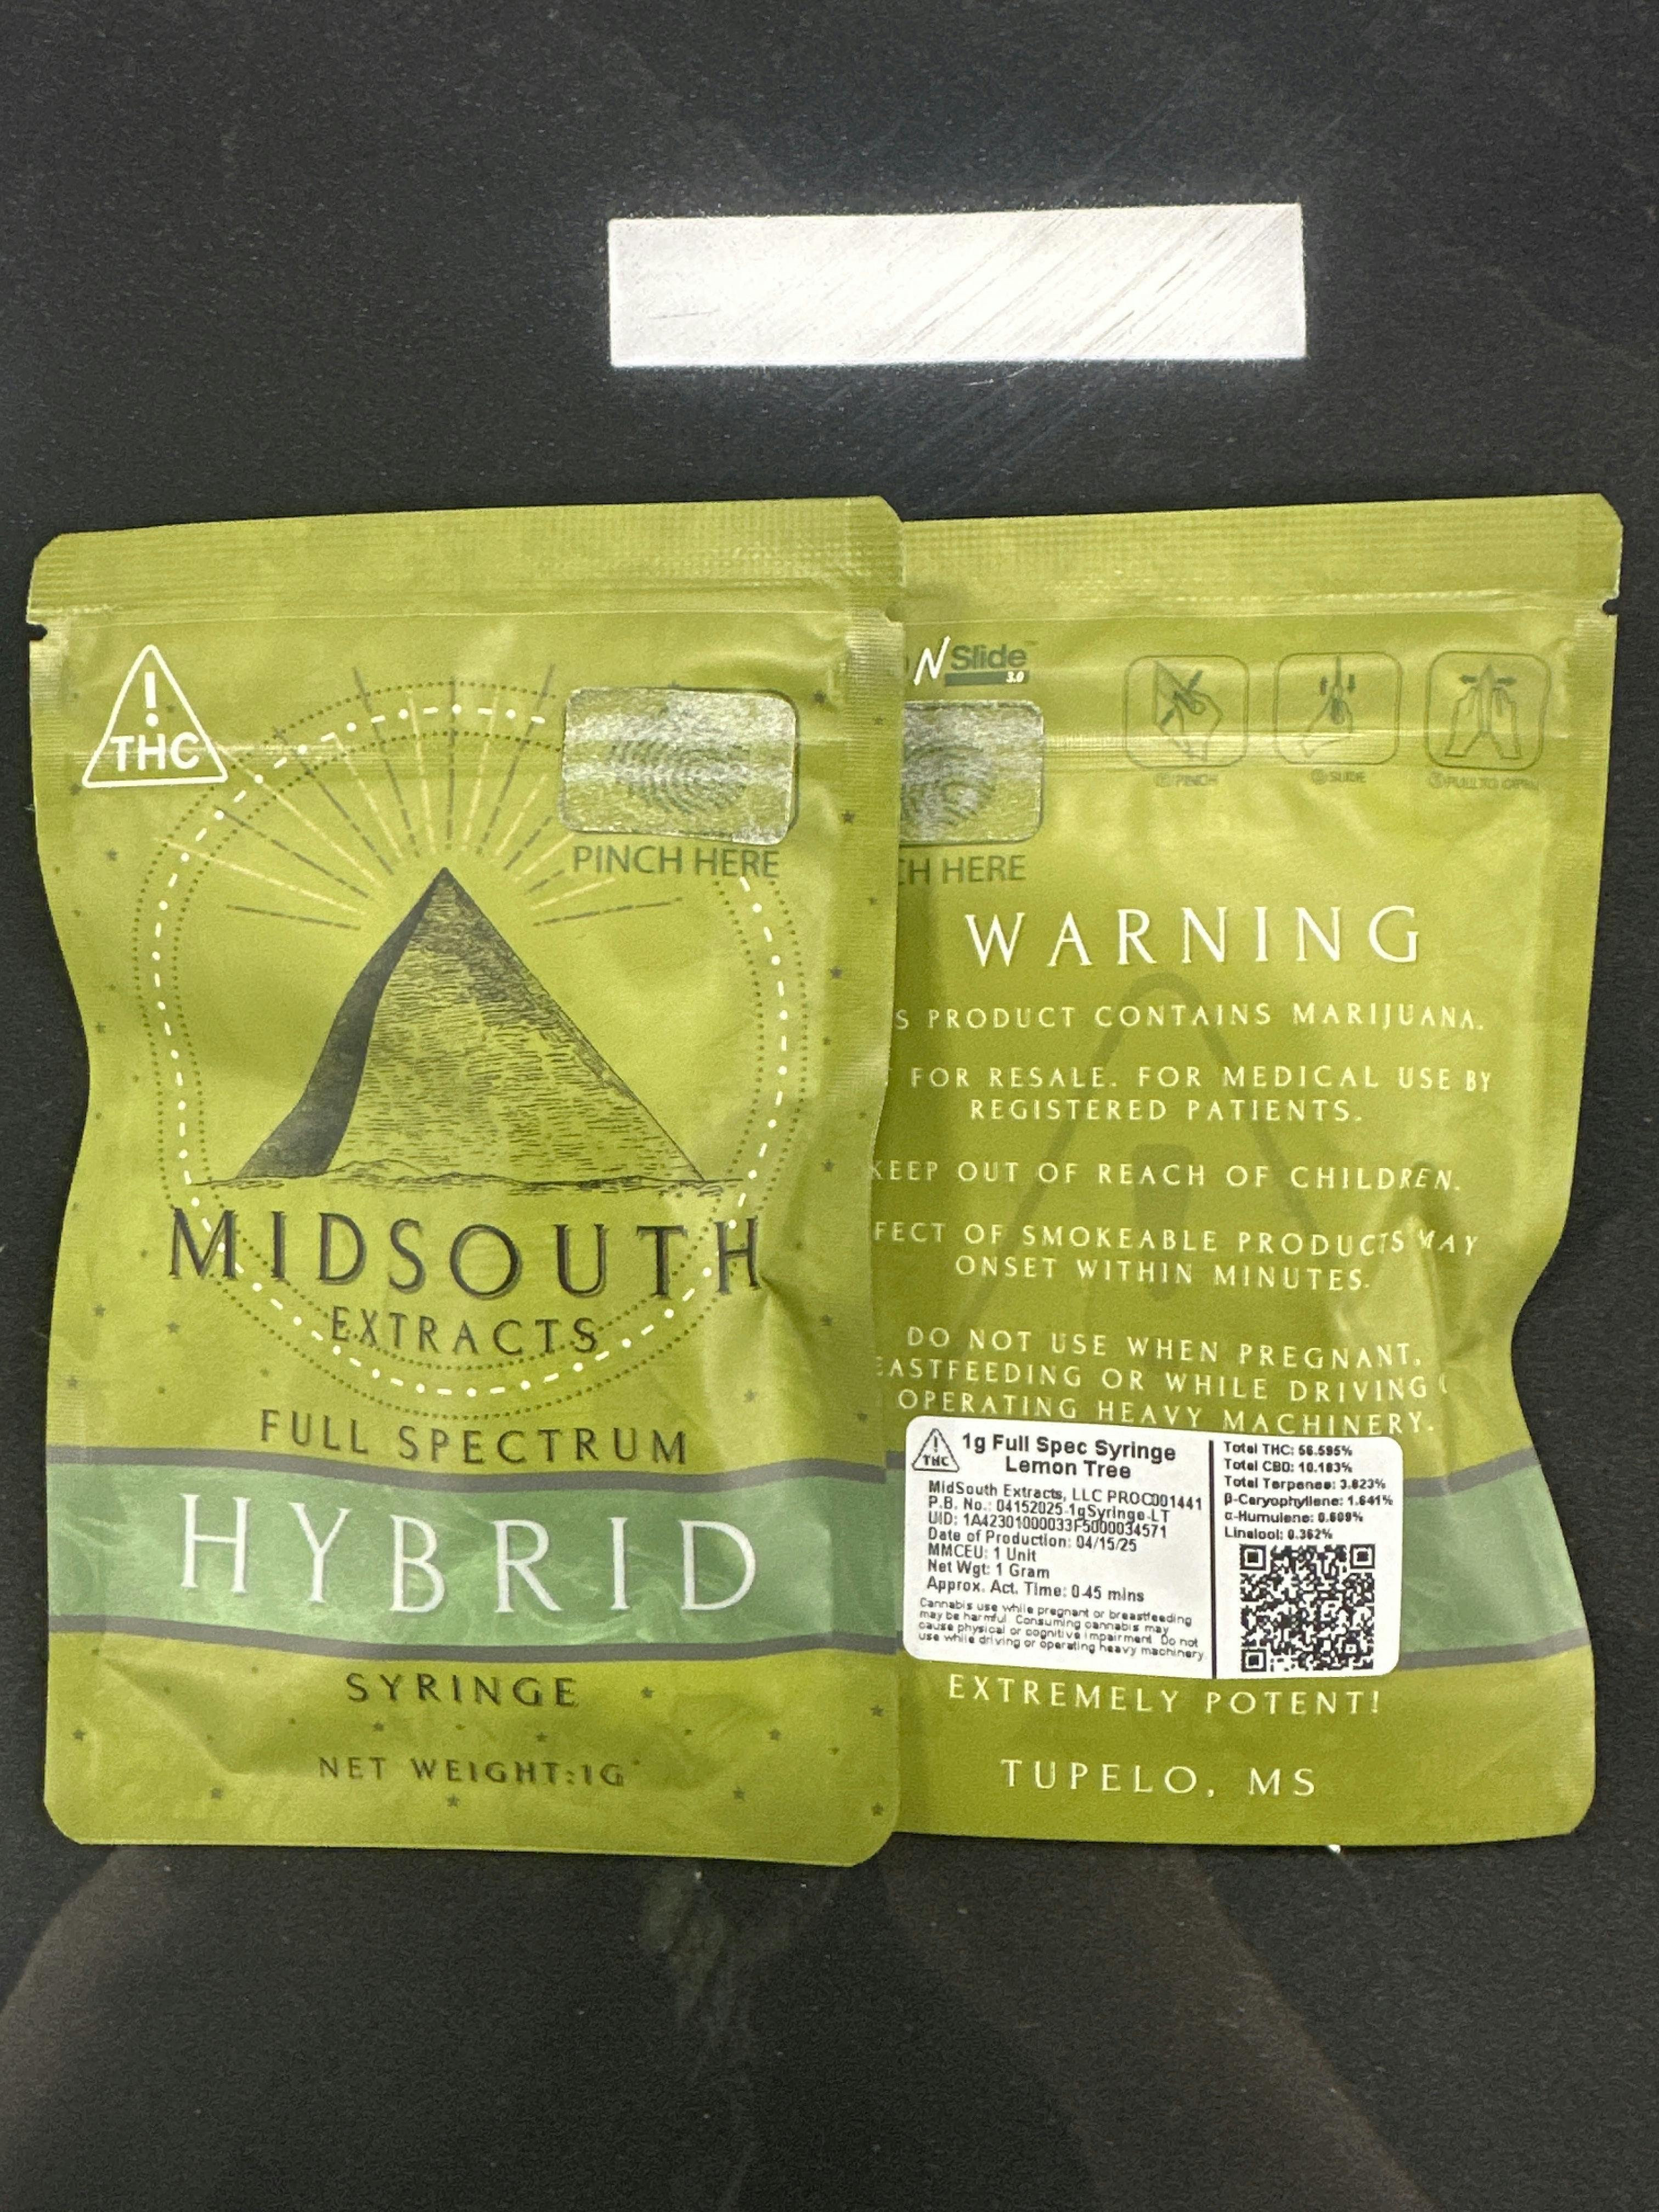 !
THC
PINCH HERE
MIDSOUTH
EXTRACTS
FULL SPECTRUM
HYBRID
SYRINGE
NET WEIGHT:1G
N Slide™
3.0
① PINCH
② SLIDE
③ PULL TO OPEN
CH HERE
WARNING
S PRODUCT CONTAINS MARIJUANA.
FOR RESALE. FOR MEDICAL USE BY
REGISTERED PATIENTS.
KEEP OUT OF REACH OF CHILDREN.
FECT OF SMOKEABLE PRODUCTS MAY
ONSET WITHIN MINUTES.
DO NOT USE WHEN PREGNANT,
EASTFEEDING OR WHILE DRIVING
OPERATING HEAVY MACHINERY.
!
THC
1g Full Spec Syringe
Lemon Tree
MidSouth Extracts, LLC PROC001441
P.B. No.: 04152025-1gSyringe-LT
UID: 1A42301000033F5000034571
Date of Production: 04/15/25
MMCEU: 1 Unit
Net Wgt: 1 Gram
Approx. Act. Time: 0-45 mins
Cannabis use while pregnant or breastfeeding
may be harmful. Consuming cannabis may
cause physical or cognitive impairment. Do not
use while driving or operating heavy machinery.
Total THC: 56.595%
Total CBD: 10.183%
Total Terpenes: 3.823%
β-Caryophyllene: 1.641%
α-Humulene: 0.609%
Linalool: 0.362%
EXTREMELY POTENT!
TUPELO, MS